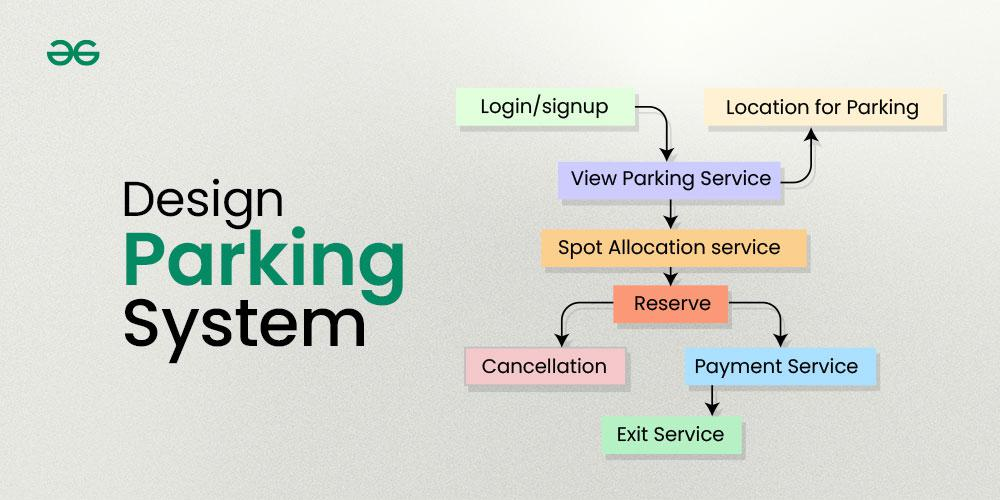 Design
Parking
System
Login/signup
Location for Parking
View Parking Service
Spot Allocation service
Reserve
Cancellation
Payment Service
Exit Service